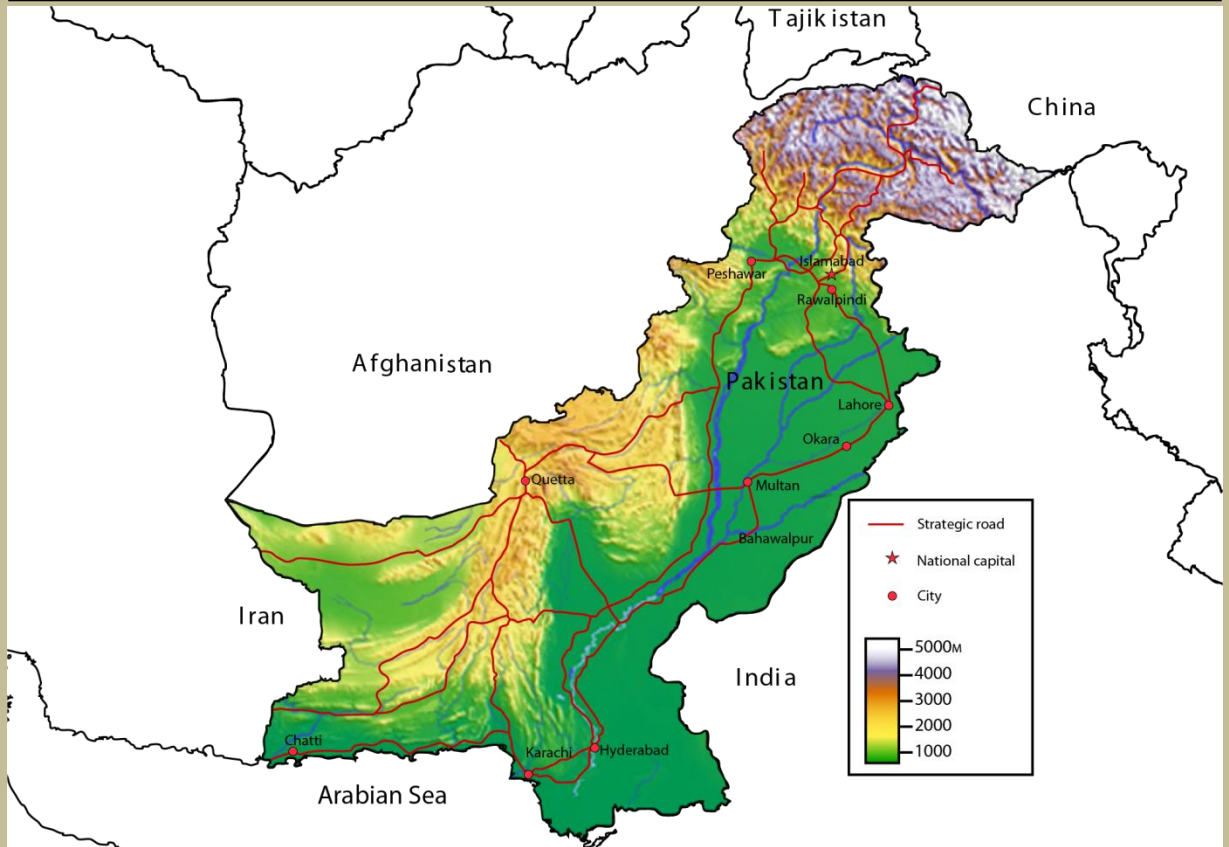 Tajikistan
China
Peshawar
Islamabad
Rawalpindi
Afghanistan
Pakistan
Lahore
Okara
Quetta
Multan
Bahawalpur
Iran
India
Chatti
Karachi
Hyderabad
Arabian Sea
Strategic road
National capital
City
5000M
4000
3000
2000
1000